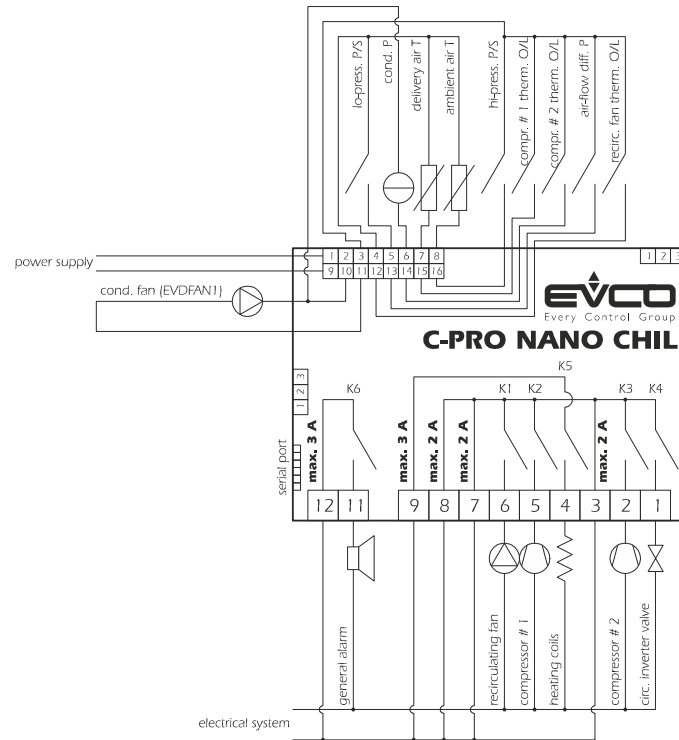 lo-press. P/S
cond. P
delivery air T
ambient air T
hi-press. P/S
compr. # 1 therm. O/L
compr. # 2 therm. O/L
air-flow diff. P
recirc. fan therm. O/L
power supply
1 2 3 4 5 6 7 8
9 10 11 12 13 14 15 16
1 2 3
cond. fan (EVDFAN1)
EVCO
Every Control Group
C-PRO NANO CHIL
K5
3
2
1
K6
K1
K2
K3
K4
serial port
max. 3 A
max. 3 A
max. 2 A
max. 2 A
max. 2 A
12 11 9 8 7 6 5 4 3 2 1
general alarm
recirculating fan
compressor # 1
heating coils
compressor # 2
circ. inverter valve
electrical system